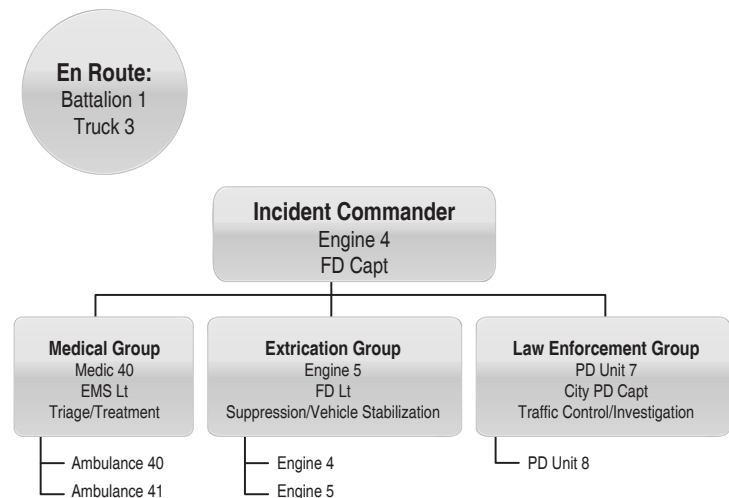 En Route:
Battalion 1
Truck 3
Incident Commander
Engine 4
FD Capt
Medical Group
Medic 40
EMS Lt
Triage/Treatment
Ambulance 40
Ambulance 41
Extrication Group
Engine 5
FD Lt
Suppression/Vehicle Stabilization
Engine 4
Engine 5
Law Enforcement Group
PD Unit 7
City PD Capt
Traffic Control/Investigation
PD Unit 8